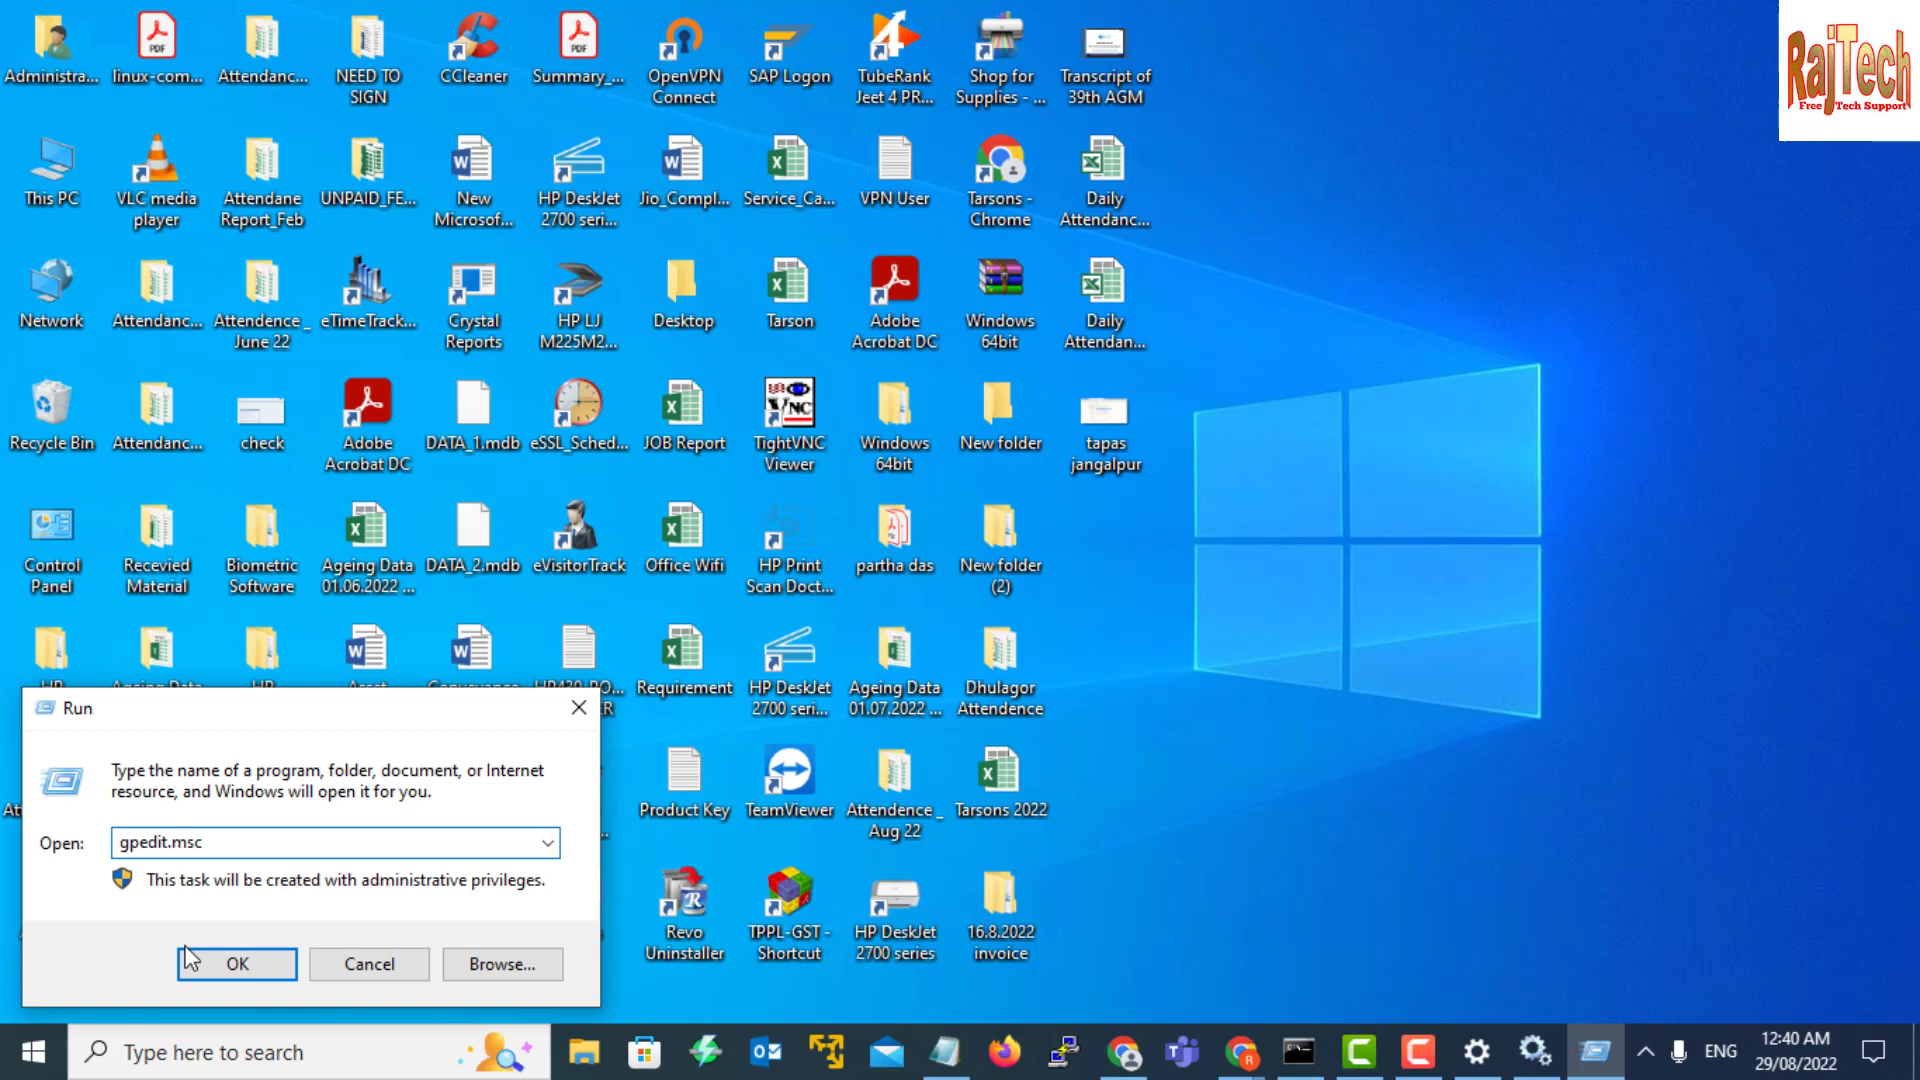 Administra...
linux-com...
Attendanc...
NEED TO
SIGN
CCleaner
Summary_...
OpenVPN
Connect
SAP Logon
TubeRank
Jeet 4 PR...
Shop for
Supplies - ...
Transcript of
39th AGM
RajTech
Free Tech Support
This PC
VLC media
player
Attendane
Report_Feb
UNPAID_FE...
New
Microsof...
HP DeskJet
2700 seri...
Jio_Compl...
Service_Ca...
VPN User
Tarsons -
Chrome
Daily
Attendanc...
Network
Attendanc...
Attendence _
June 22
eTimeTrack...
Crystal
Reports
HP LJ
M225M2...
Desktop
Tarson
Adobe
Acrobat DC
Windows
64bit
Daily
Attendan...
Recycle Bin
Attendanc...
check
Adobe
Acrobat DC
DATA_1.mdb
eSSL_Sched...
JOB Report
TightVNC
Viewer
Windows
64bit
New folder
tapas
jangalpur
Control
Panel
Recevied
Material
Biometric
Software
Ageing Data
01.06.2022 ...
DATA_2.mdb
eVisitorTrack
Office Wifi
HP Print
Scan Doct...
partha das
New folder
(2)
Requirement
HP DeskJet
2700 seri...
Ageing Data
01.07.2022 ...
Dhulagor
Attendence
Product Key
TeamViewer
Attendence _
Aug 22
Tarsons 2022
Revo
Uninstaller
TPPL-GST -
Shortcut
HP DeskJet
2700 series
16.8.2022
invoice
Run
Type the name of a program, folder, document, or Internet
resource, and Windows will open it for you.
Open:
gpedit.msc
This task will be created with administrative privileges.
OK
Cancel
Browse...
Type here to search
ENG
12:40 AM
29/08/2022